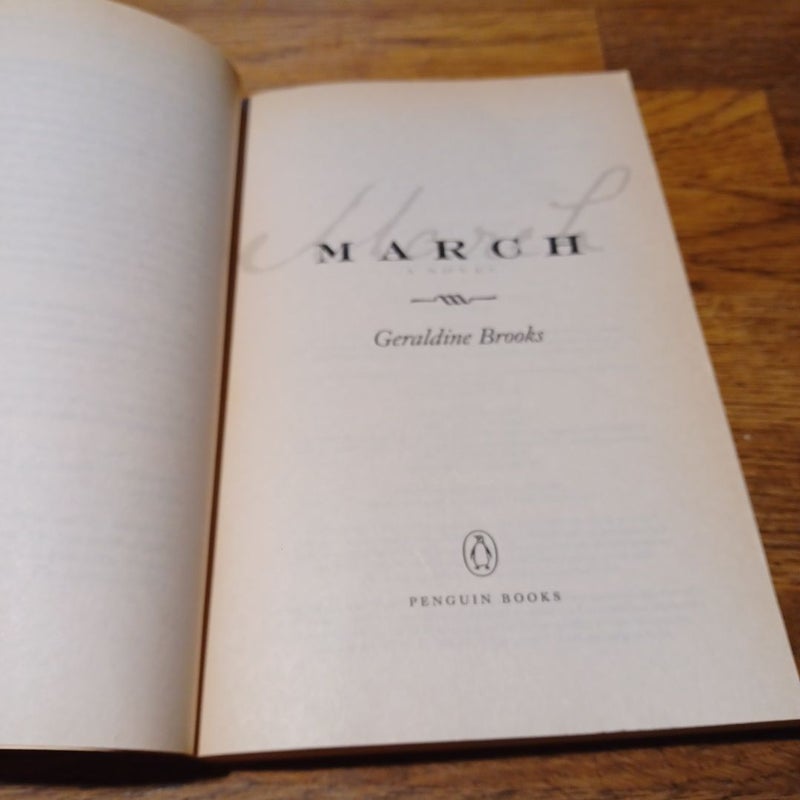 March
MARCH
A NOVEL
Geraldine Brooks
PENGUIN BOOKS